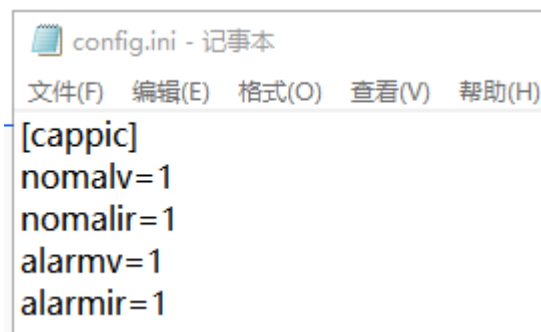 config.ini - 记事本
文件(F) 编辑(E) 格式(O) 查看(V) 帮助(H)
[cappic]
nomalv=1
nomalir=1
alarmv=1
alarmir=1